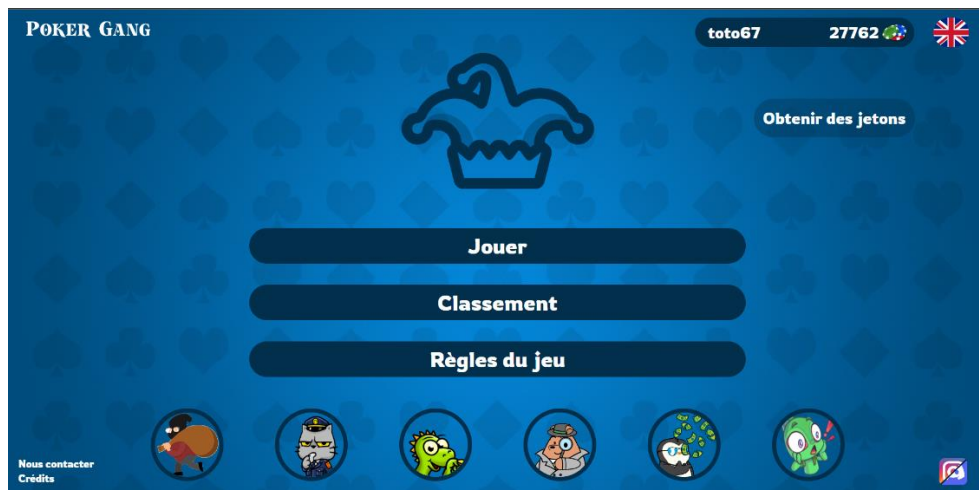 Poker Gang
toto67 27762
Obtenir des jetons
Jouer
Classement
Règles du jeu
Nous contacter
Crédits